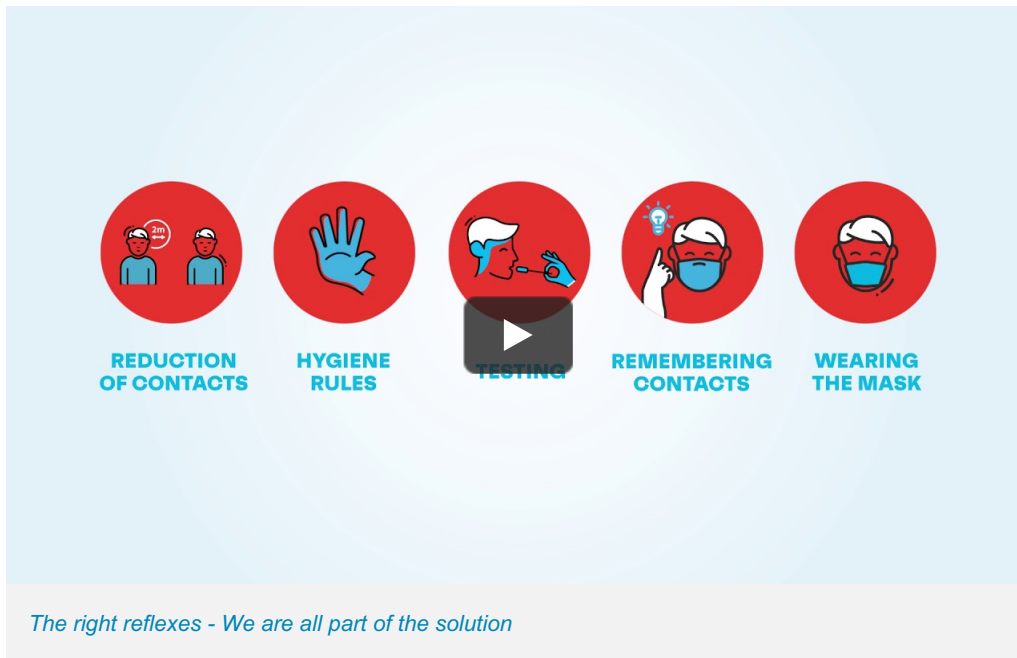 2m
REDUCTION
OF CONTACTS
HYGIENE
RULES
TESTING
REMEMBERING
CONTACTS
WEARING
THE MASK
The right reflexes - We are all part of the solution